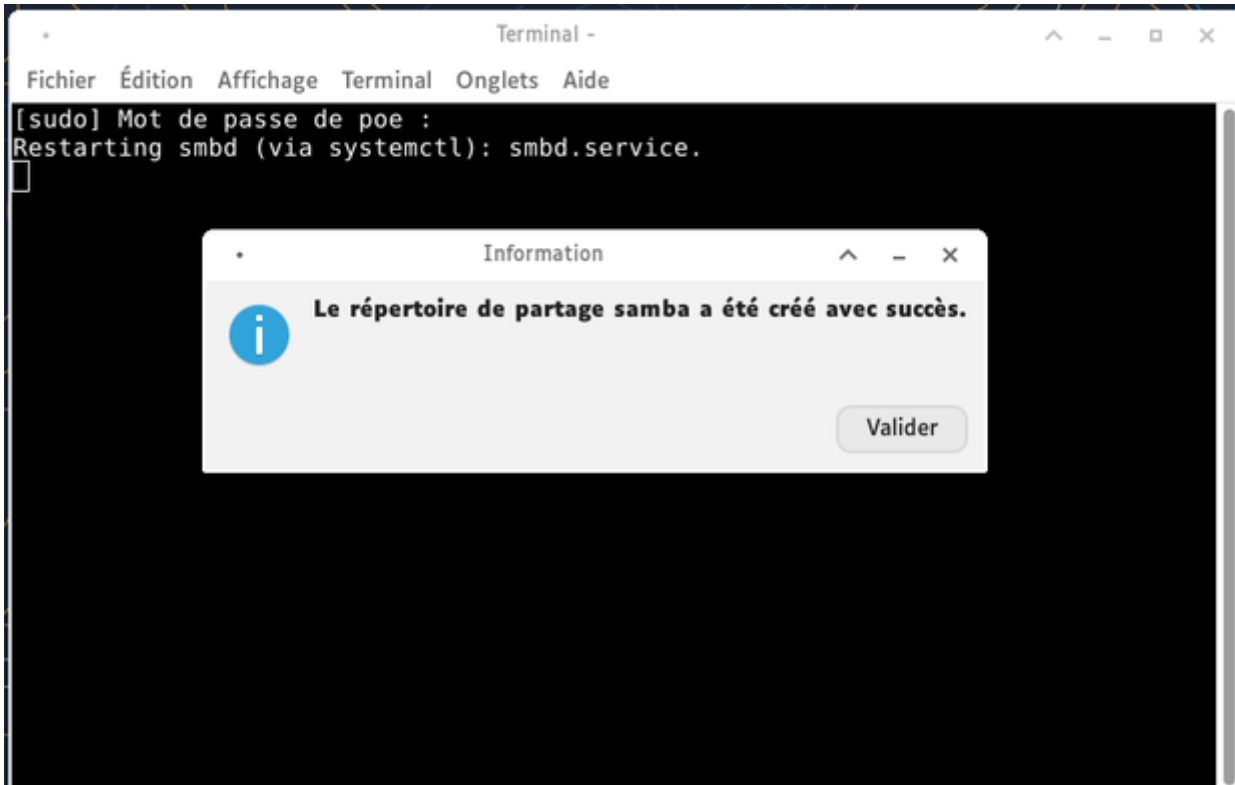 Terminal -
Fichier Édition Affichage Terminal Onglets Aide
[sudo] Mot de passe de poe :
Restarting smbd (via systemctl): smbd.service.
Information
Le répertoire de partage samba a été créé avec succès.
Valider